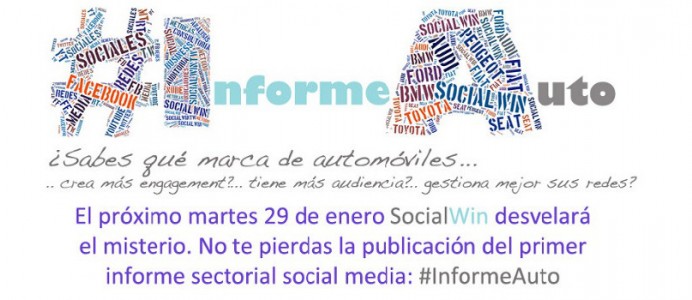 #InformeAuto
¿Sabes qué marca de automóviles...
.. crea más engagement?... tiene más audiencia?.. gestiona mejor sus redes?
El próximo martes 29 de enero SocialWin desvelará
el misterio. No te pierdas la publicación del primer
informe sectorial social media: #InformeAuto